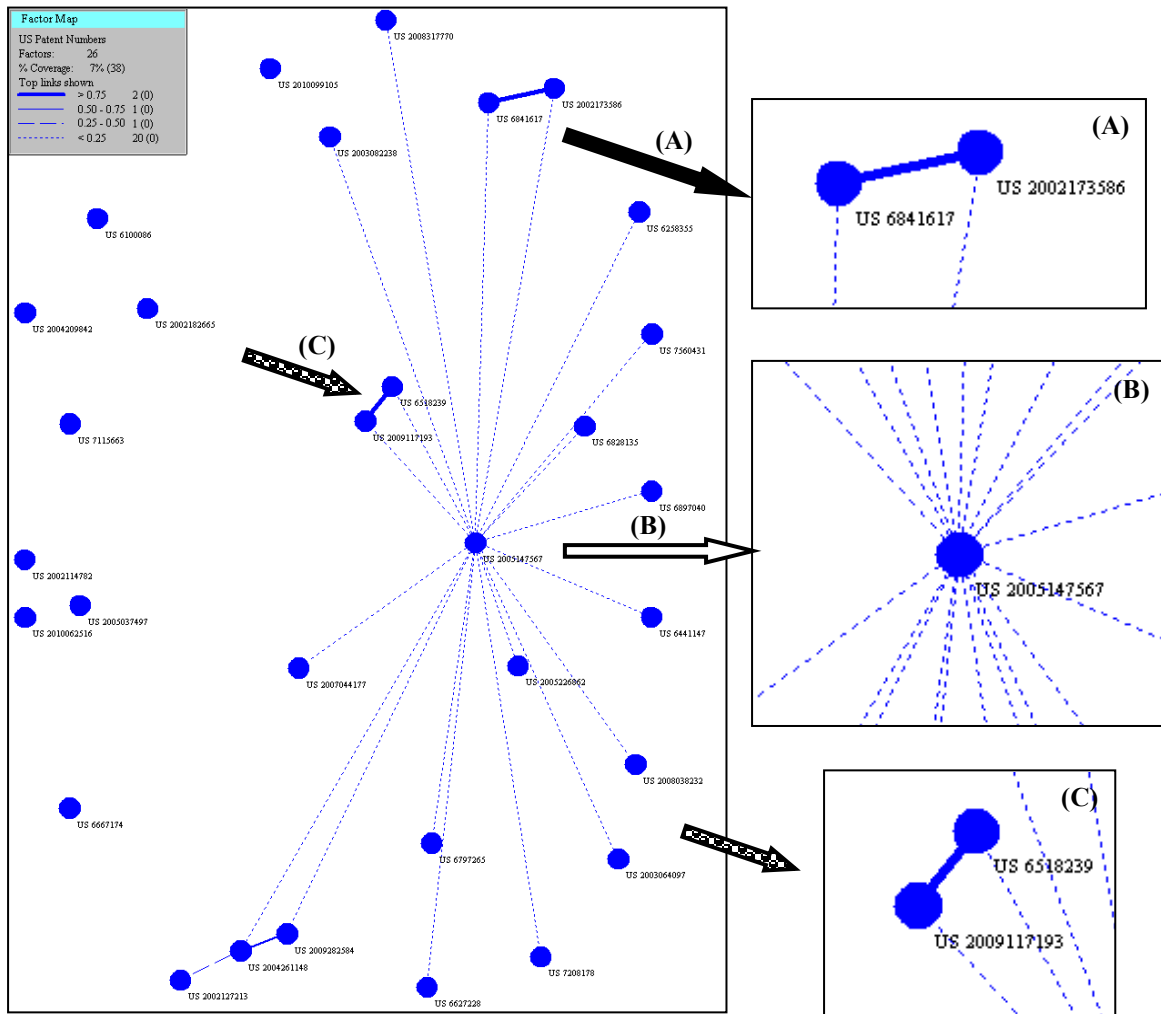 Factor Map
US Patent Numbers
Factors: 26
% Coverage: 7% (38)
Top links shown
> 0.75 2 (0)
0.50 - 0.75 1 (0)
0.25 - 0.50 1 (0)
< 0.25 20 (0)
US 2008317770
US 2010099105
US 2002173586
US 6841617
US 2003082238
(A)
US 6258355
US 6100086
US 2004209842
US 2002182665
US 7560431
(C)
US 6518239
US 2009117193
US 7115663
US 6828135
US 6897040
(B)
US 2005147567
US 2002114782
US 2005037497
US 2010062516
US 6441147
US 2007044177
US 2005226862
US 2008038232
US 6667174
US 6797265
US 2003064097
US 2009282584
US 2004261148
US 7208178
US 2002127213
US 6627228
(A)
US 2002173586
US 6841617
(B)
US 2005147567
(C)
US 6518239
US 2009117193